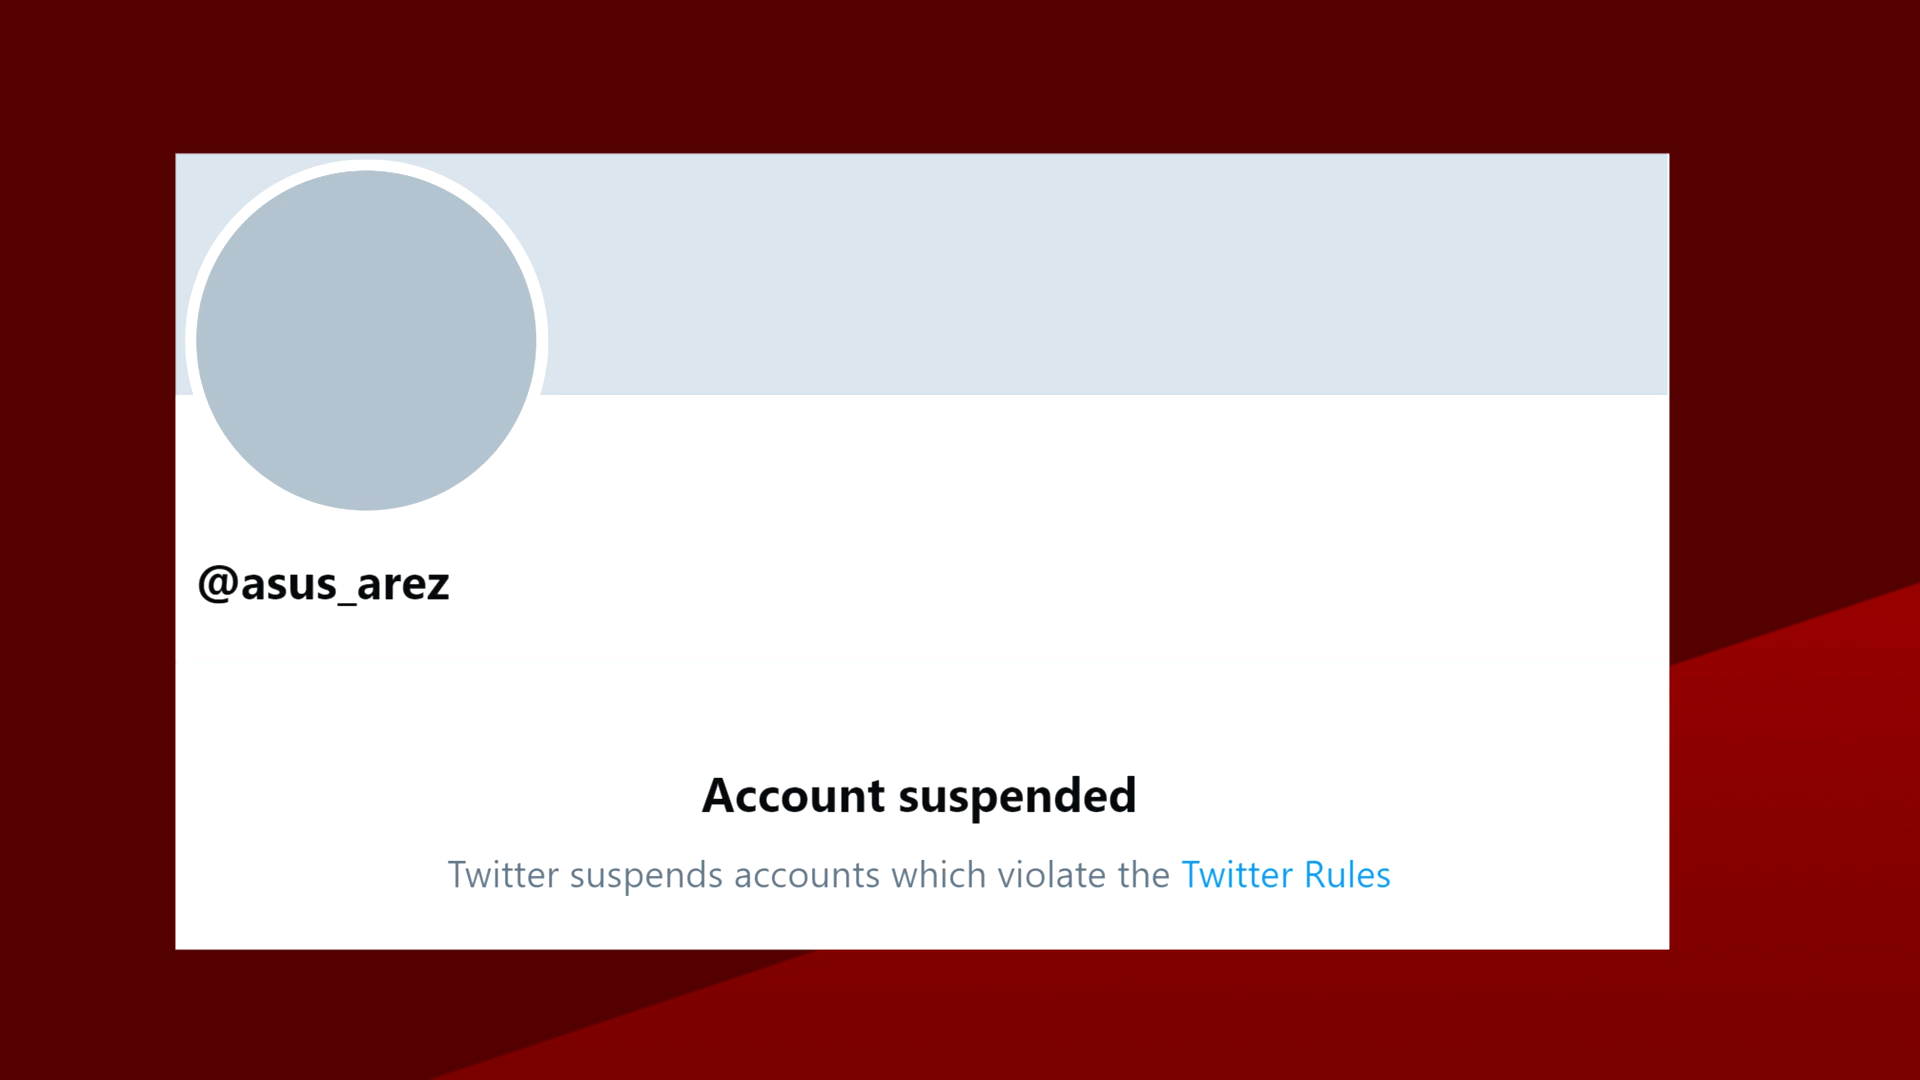 @asus_arez
Account suspended
Twitter suspends accounts which violate the Twitter Rules